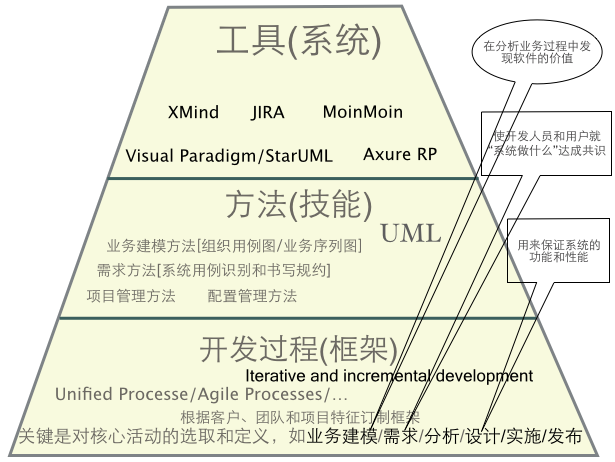 工具(系统)
在分析业务过程中发
现软件的价值
XMind JIRA MoinMoin
使开发人员和用户就
“系统做什么”达成共识
Visual Paradigm/StarUML Axure RP
方法(技能)
UML
业务建模方法[组织用例图/业务序列图]
用来保证系统的
功能和性能
需求方法[系统用例识别和书写规约]
项目管理方法 配置管理方法
开发过程(框架)
Iterative and incremental development
Unified Processe/Agile Processes/…
根据客户、团队和项目特征订制框架
关键是对核心活动的选取和定义，如业务建模/需求/分析/设计/实施/发布